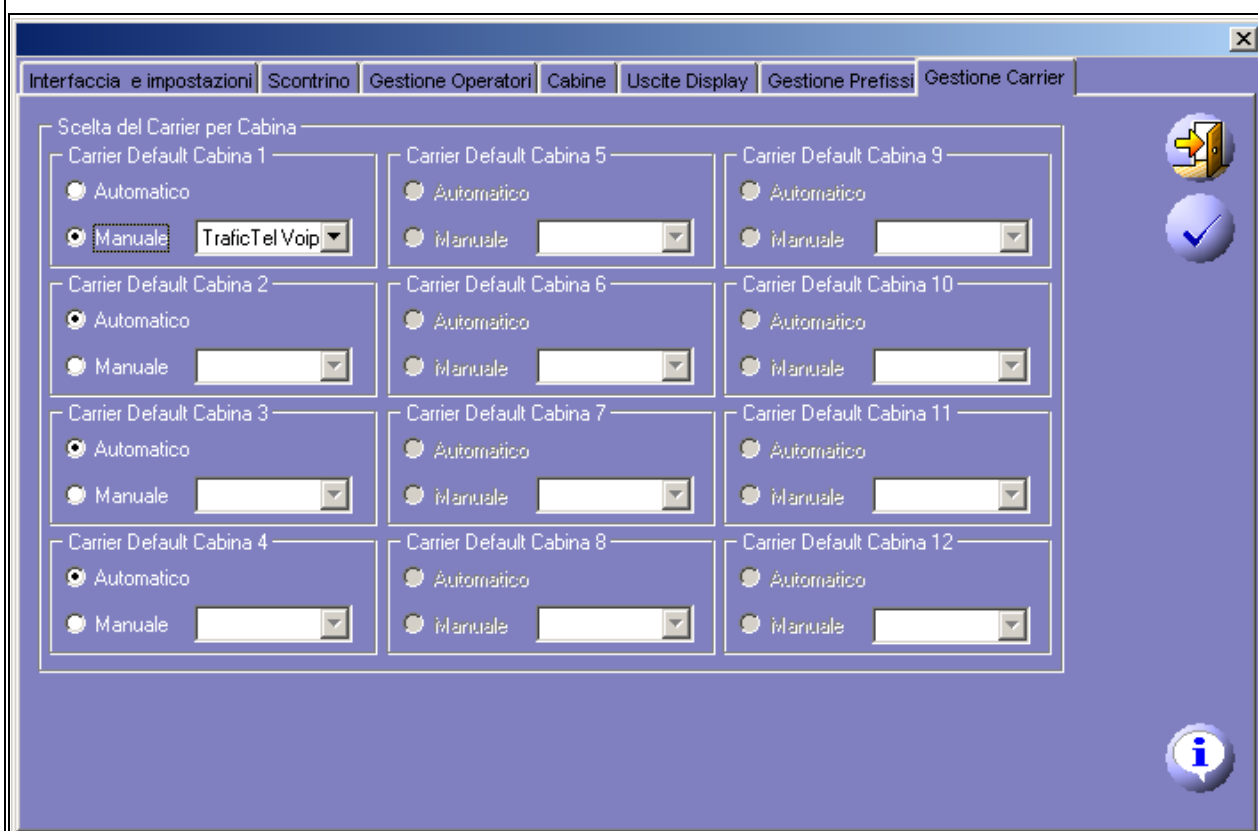 Interfaccia e impostazioni Scontrino Gestione Operatori Cabine Uscite Display Gestione Prefissi Gestione Carrier
Scelta del Carrier per Cabina
Carrier Default Cabina 1 Carrier Default Cabina 5 Carrier Default Cabina 9
Automatico Automatico Automatico
Manuale TraficTel Voip Manuale Manuale
Carrier Default Cabina 2 Carrier Default Cabina 6 Carrier Default Cabina 10
Automatico Automatico Automatico
Manuale Manuale Manuale
Carrier Default Cabina 3 Carrier Default Cabina 7 Carrier Default Cabina 11
Automatico Automatico Automatico
Manuale Manuale Manuale
Carrier Default Cabina 4 Carrier Default Cabina 8 Carrier Default Cabina 12
Automatico Automatico Automatico
Manuale Manuale Manuale